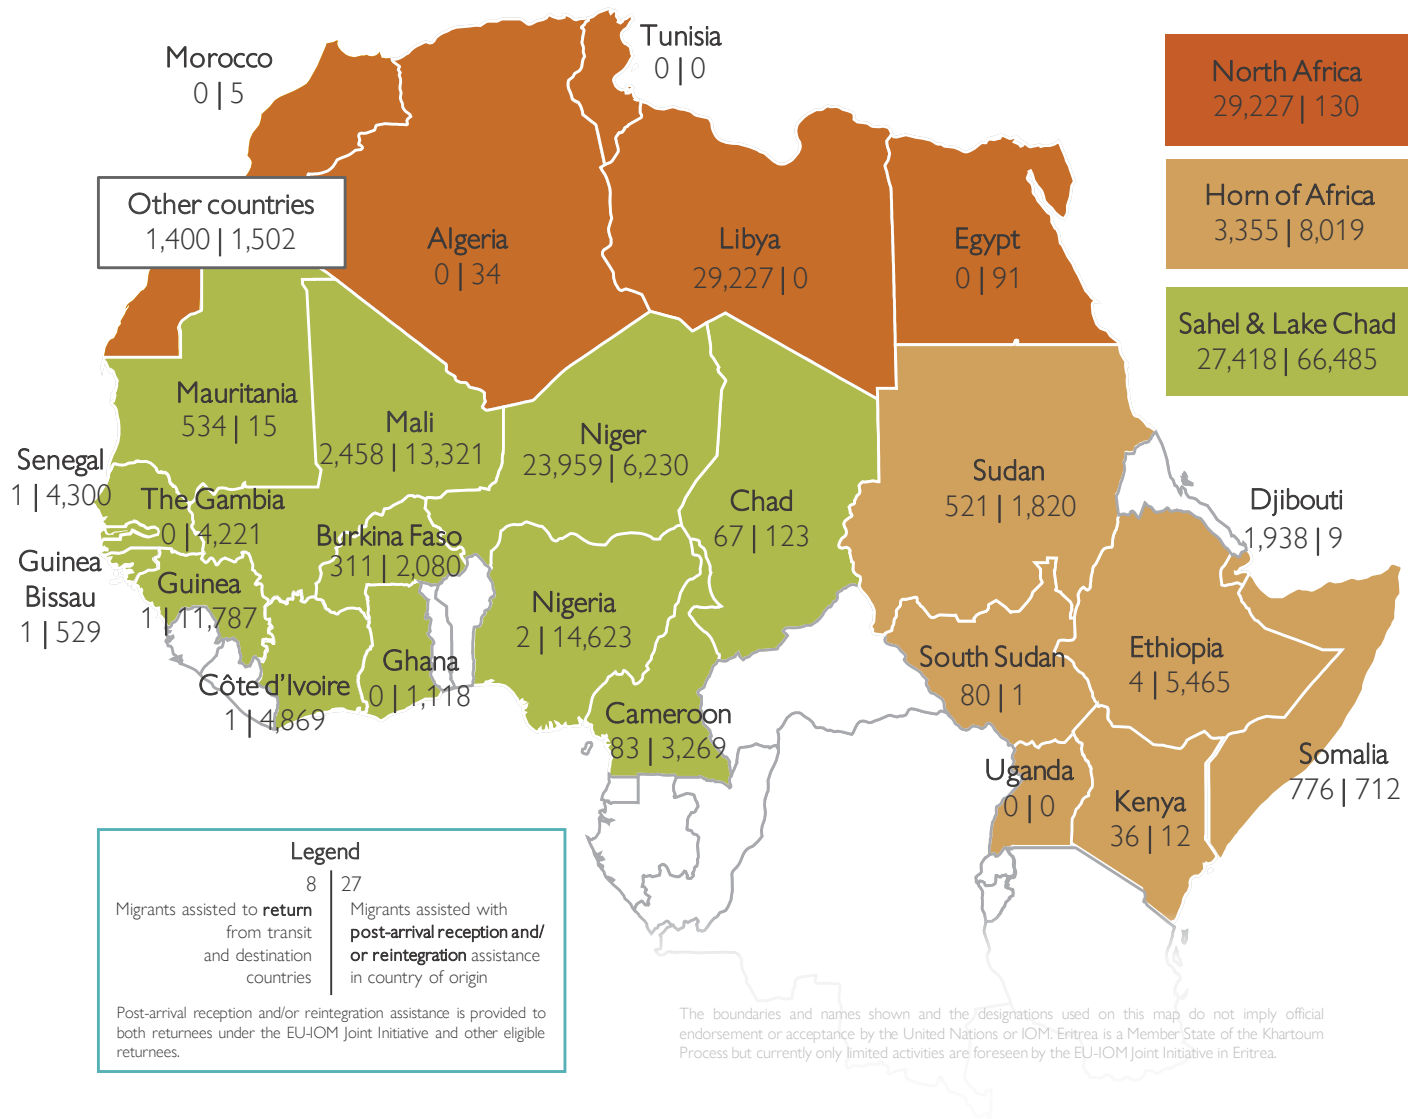 Morocco
0 | 5
Tunisia
0 | 0
North Africa
29,227 | 130
Horn of Africa
3,355 | 8,019
Sahel & Lake Chad
27,418 | 66,485
Other countries
1,400 | 1,502
Algeria
0 | 34
Libya
29,227 | 0
Egypt
0 | 91
Mauritania
534 | 15
Mali
2,458 | 13,321
Niger
23,959 | 6,230
Chad
67 | 123
Sudan
521 | 1,820
Djibouti
1,938 | 9
Senegal
1 | 4,300
The Gambia
0 | 4,221
Burkina Faso
311 | 2,080
Guinea
Bissau
1 | 529
Guinea
1 | 11,787
Nigeria
2 | 14,623
Côte d'Ivoire
1 | 4,869
Ghana
0 | 1,118
Cameroon
83 | 3,269
South Sudan
80 | 1
Ethiopia
4 | 5,465
Somalia
776 | 712
Uganda
0 | 0
Kenya
36 | 12
Legend
8 | 27
Migrants assisted to return
from transit
and destination
countries
Migrants assisted with
post-arrival reception and/
or reintegration assistance
in country of origin
Post-arrival reception and/or reintegration assistance is provided to
both returnees under the EU-IOM Joint Initiative and other eligible
returnees.
The boundaries and names shown and the designations used on this map do not imply official
endorsement or acceptance by the United Nations or IOM. Eritrea is a Member State of the Khartoum
Process but currently only limited activities are foreseen by the EU-IOM Joint Initiative in Eritrea.